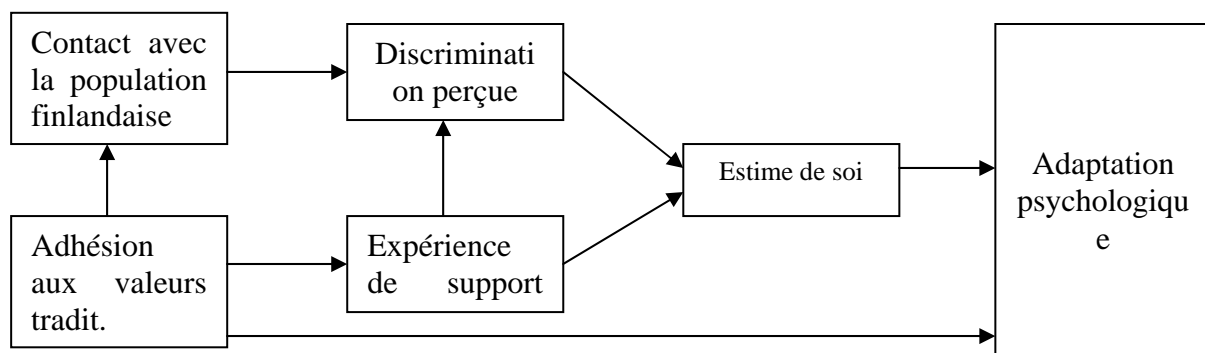 Contact avec
la population
finlandaise
Discriminati
on perçue
Estime de soi
Adaptation
psychologiqu
e
Adhésion
aux valeurs
tradit.
Expérience
de support